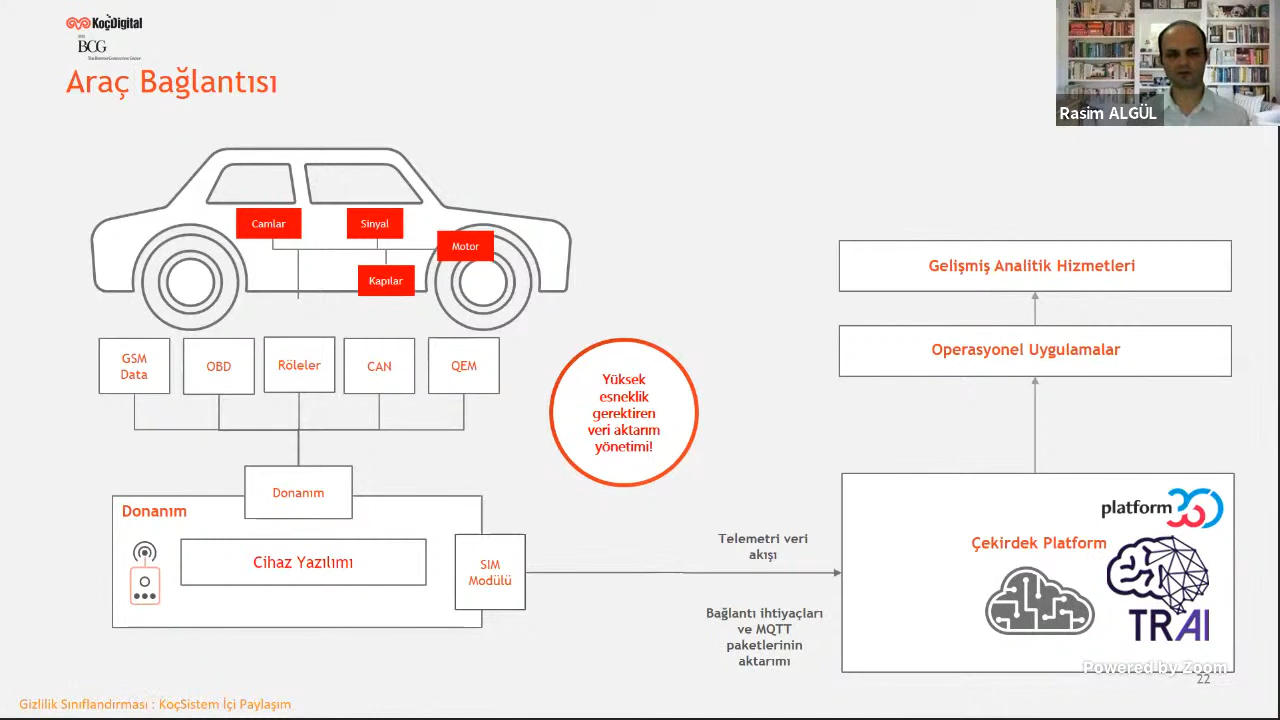 KoçDigital
BCG
Araç Bağlantısı
Rasim ALGÜL
Camlar
Sinyal
Motor
Kapılar
GSM
Data
OBD
Röleler
CAN
QEM
Yüksek
esneklik
gerektiren
veri aktarım
yönetimi!
Gelişmiş Analitik Hizmetleri
Operasyonel Uygulamalar
Donanım
Donanım
Cihaz Yazılımı
SIM
Modülü
Telemetri veri
akışı
Bağlantı ihtiyaçları
ve MQTT
paketlerinin
aktarımı
platform 360
Çekirdek Platform
TRAI
Powered by Zoom
22
Gizlilik Sınıflandırması : KoçSistem İçi Paylaşım